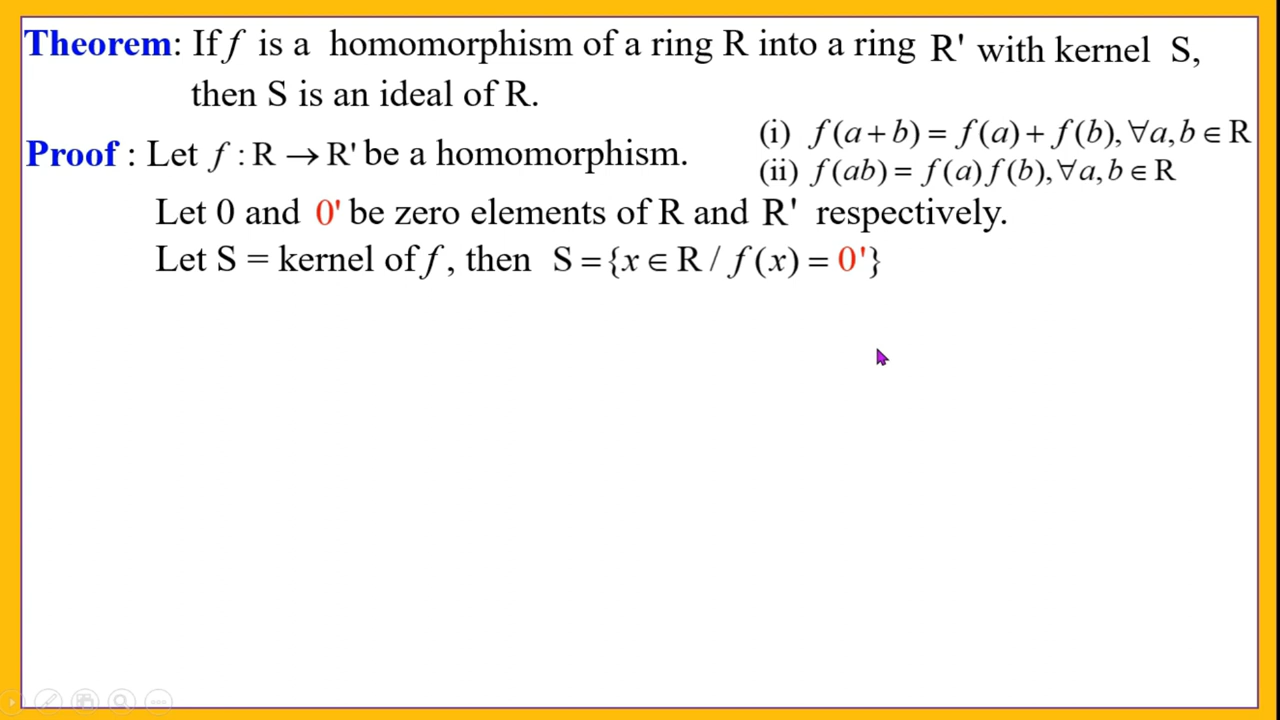 Theorem: If f is a homomorphism of a ring R into a ring R' with kernel S,
then S is an ideal of R.
Proof : Let f : R → R' be a homomorphism.
(i) f(a+b) = f(a)+ f(b), ∀a,b ∈ R
(ii) f(ab) = f(a)f(b), ∀a,b ∈ R
Let 0 and 0' be zero elements of R and R' respectively.
Let S = kernel of f, then S = {x ∈ R / f(x) = 0'}